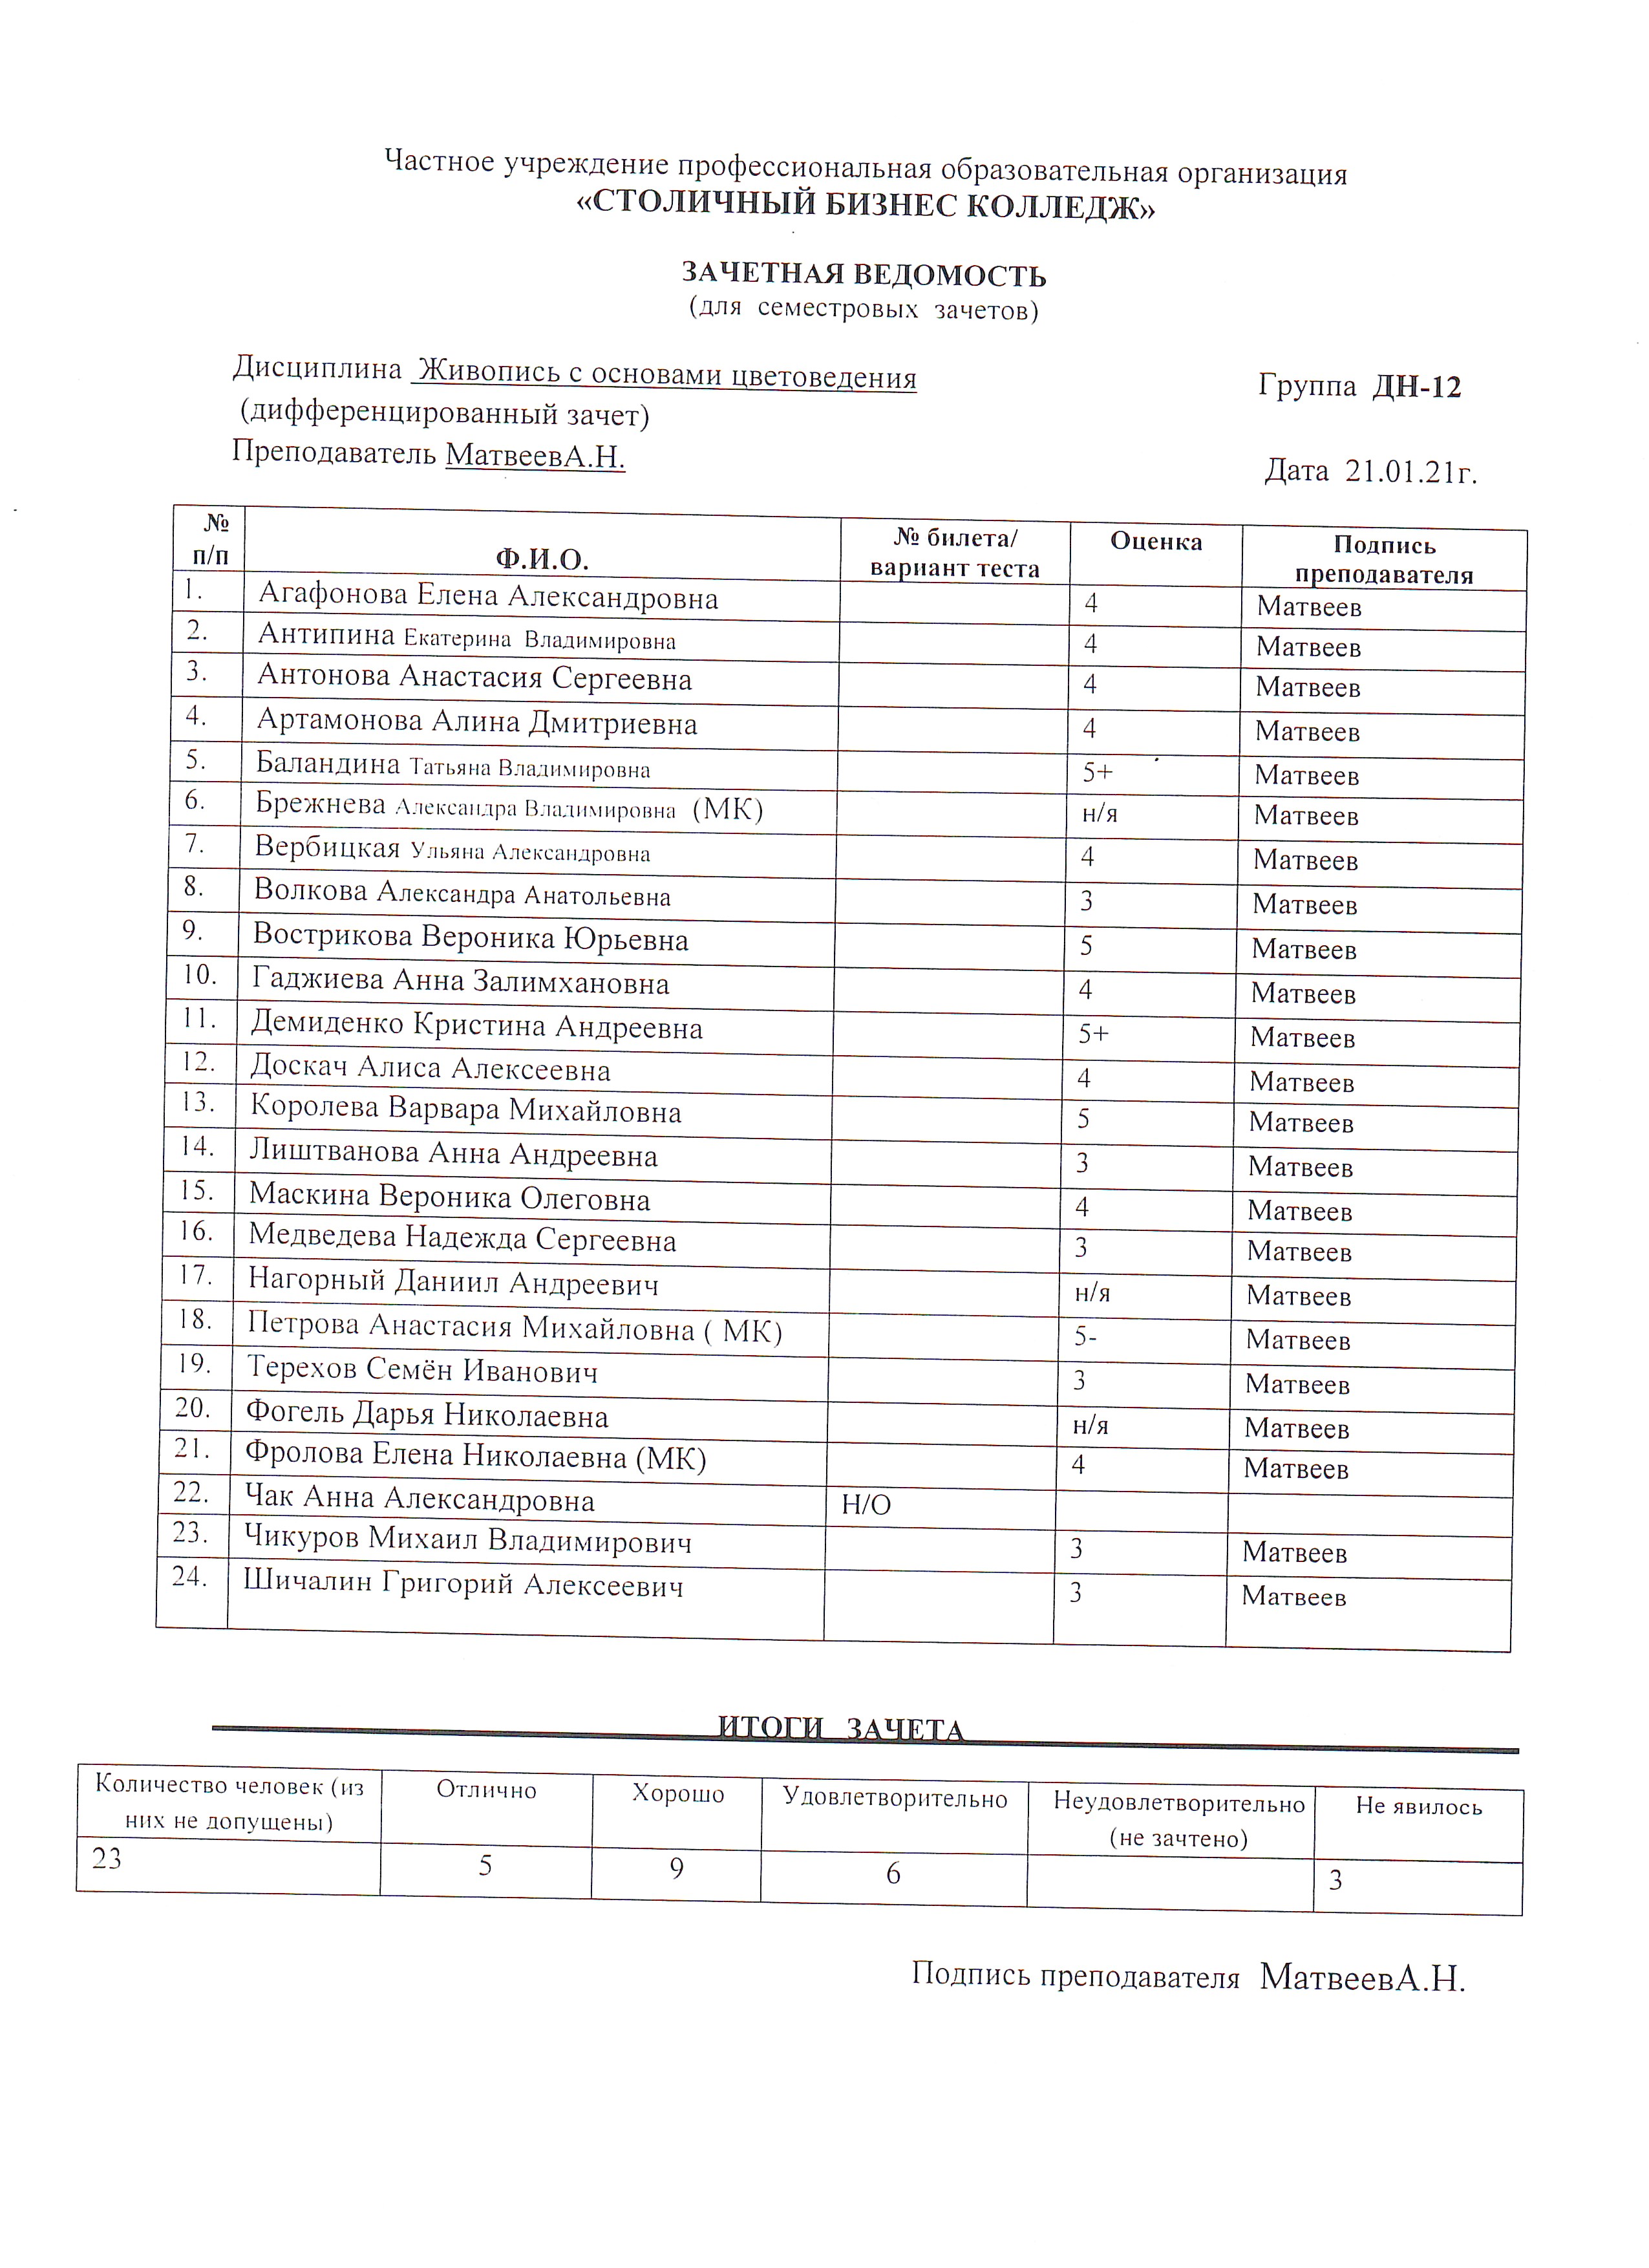 Частное учреждение профессиональная образовательная организация
«СТОЛИЧНЫЙ БИЗНЕС КОЛЛЕДЖ»
ЗАЧЕТНАЯ ВЕДОМОСТЬ
(для семестровых зачетов)
Дисциплина Живопись с основами цветоведения Группа ДН-12
(дифференцированный зачет)
Преподаватель МатвеевА.Н. Дата 21.01.21г.
№ п/п Ф.И.О. № билета/ вариант теста Оценка Подпись преподавателя
1. Агафонова Елена Александровна 4 Матвеев
2. Антипина Екатерина Владимировна 4 Матвеев
3. Антонова Анастасия Сергеевна 4 Матвеев
4. Артамонова Алина Дмитриевна 4 Матвеев
5. Баландина Татьяна Владимировна 5+ Матвеев
6. Брежнева Александра Владимировна (МК) н/я Матвеев
7. Вербицкая Ульяна Александровна 4 Матвеев
8. Волкова Александра Анатольевна 3 Матвеев
9. Вострикова Вероника Юрьевна 5 Матвеев
10. Гаджиева Анна Залимхановна 4 Матвеев
11. Демиденко Кристина Андреевна 5+ Матвеев
12. Доскач Алиса Алексеевна 4 Матвеев
13. Королева Варвара Михайловна 5 Матвеев
14. Лиштванова Анна Андреевна 3 Матвеев
15. Маскина Вероника Олеговна 4 Матвеев
16. Медведева Надежда Сергеевна 3 Матвеев
17. Нагорный Даниил Андреевич н/я Матвеев
18. Петрова Анастасия Михайловна ( МК) 5- Матвеев
19. Терехов Семён Иванович 3 Матвеев
20. Фогель Дарья Николаевна н/я Матвеев
21. Фролова Елена Николаевна (МК) 4 Матвеев
22. Чак Анна Александровна Н/О
23. Чикуров Михаил Владимирович 3 Матвеев
24. Шичалин Григорий Алексеевич 3 Матвеев
ИТОГИ ЗАЧЕТА
Количество человек (из них не допущены) Отлично Хорошо Удовлетворительно Неудовлетворительно (не зачтено) Не явилось
23 5 9 6 3
Подпись преподавателя МатвеевА.Н.